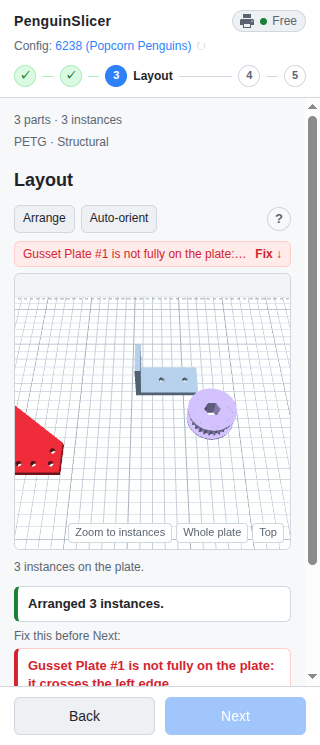 PenguinSlicer
Free
Config: 6238 (Popcorn Penguins)
3 Layout 4 5
3 parts · 3 instances
PETG · Structural
Layout
Arrange Auto-orient ?
Gusset Plate #1 is not fully on the plate:… Fix ↓
Zoom to instances Whole plate Top
3 instances on the plate.
Arranged 3 instances.
Fix this before Next:
Gusset Plate #1 is not fully on the plate:
it crosses the left edge
Back Next